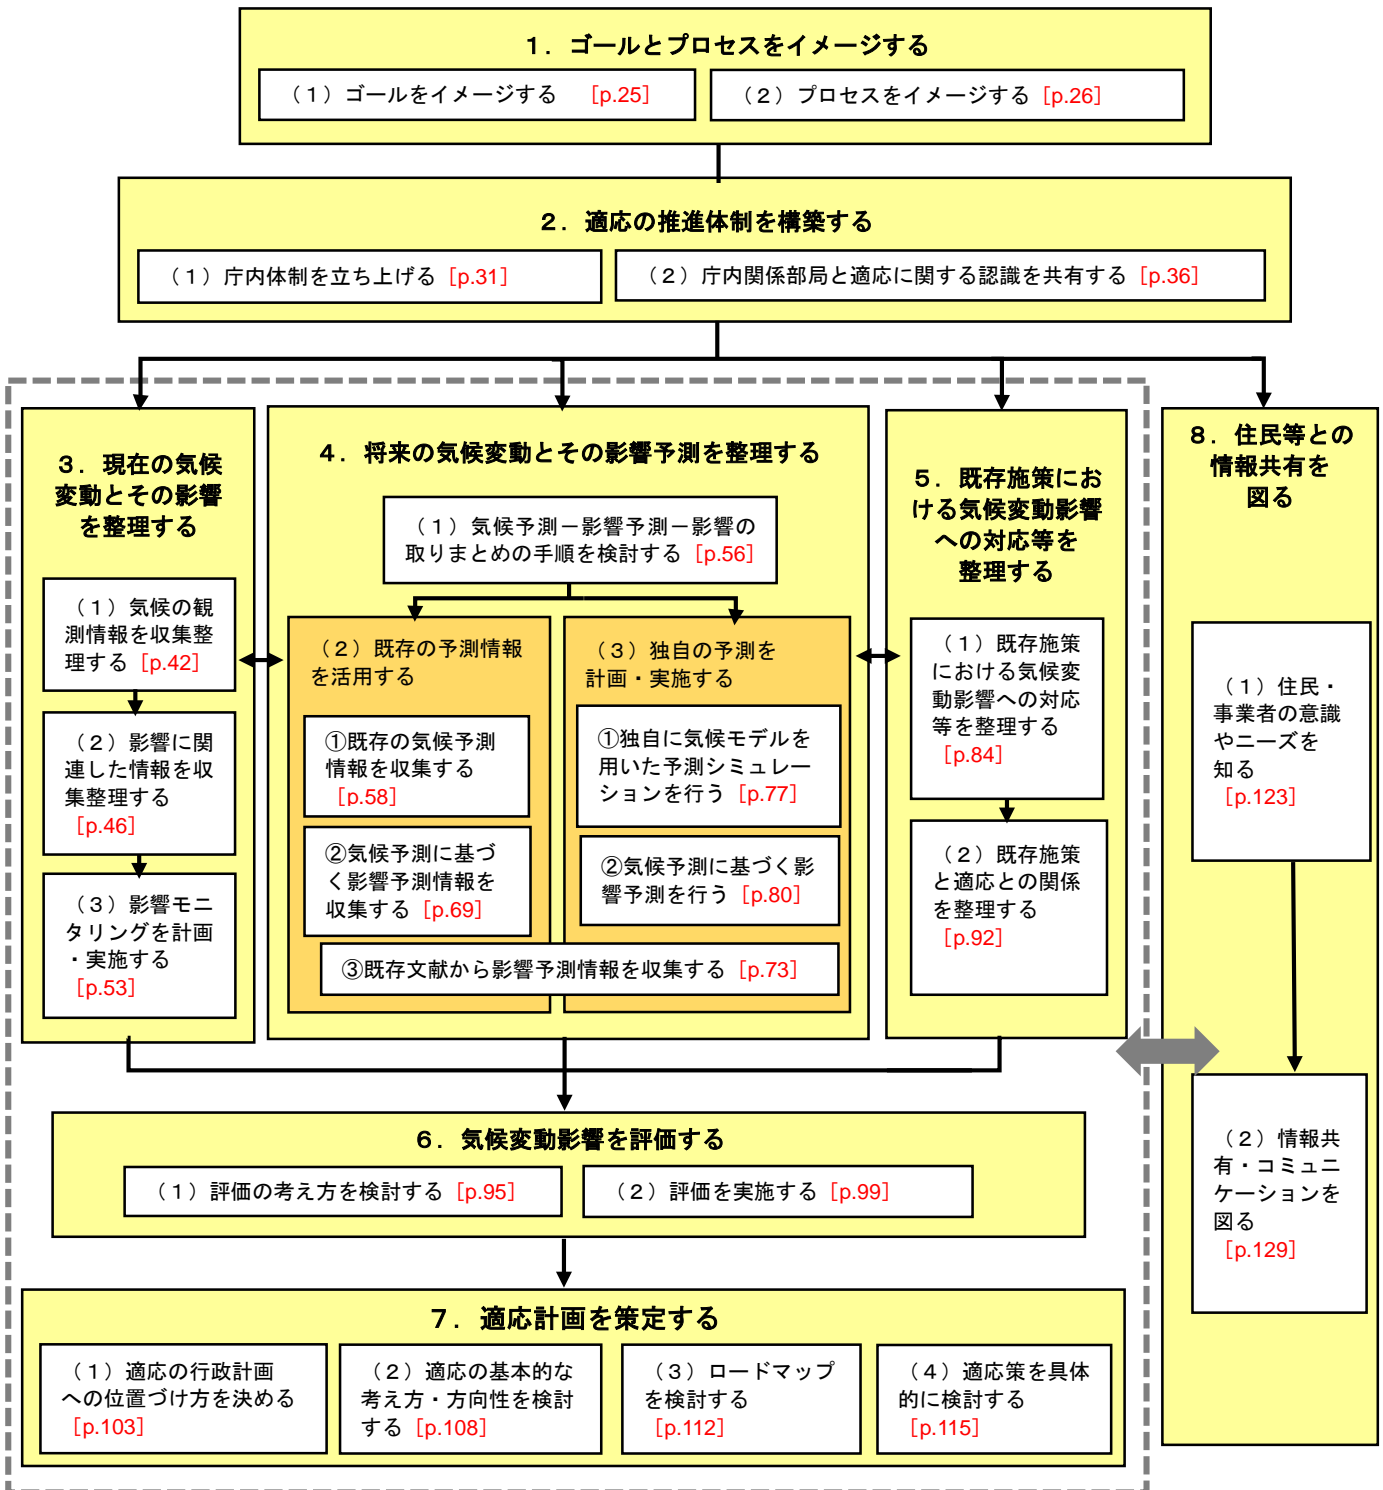 １．ゴールとプロセスをイメージする
（１）ゴールをイメージする　[p.25]
（２）プロセスをイメージする [p.26]
２．適応の推進体制を構築する
（１）庁内体制を立ち上げる [p.31]
（２）庁内関係部局と適応に関する認識を共有する [p.36]
３．現在の気候
変動とその影響
を整理する
（１）気候の観
測情報を収集整
理する [p.42]
（２）影響に関
連した情報を収
集整理する
[p.46]
（３）影響モニ
タリングを計画
・実施する
[p.53]
４．将来の気候変動とその影響予測を整理する
（１）気候予測－影響予測－影響の
取りまとめの手順を検討する [p.56]
（２）既存の予測情報
を活用する
①既存の気候予測
情報を収集する
[p.58]
②気候予測に基づ
く影響予測情報を
収集する [p.69]
（３）独自の予測を
計画・実施する
①独自に気候モデルを
用いた予測シミュレー
ションを行う [p.77]
②気候予測に基づく影
響予測を行う [p.80]
③既存文献から影響予測情報を収集する [p.73]
５．既存施策にお
ける気候変動影響
への対応等を
整理する
（１）既存施策
における気候変
動影響への対応
等を整理する
[p.84]
（２）既存施策
と適応との関係
を整理する
[p.92]
８．住民等との
情報共有を
図る
（１）住民・
事業者の意識
やニーズを
知る
[p.123]
（２）情報共
有・コミュニ
ケーションを
図る
[p.129]
６．気候変動影響を評価する
（１）評価の考え方を検討する [p.95]
（２）評価を実施する [p.99]
７．適応計画を策定する
（１）適応の行政計画
への位置づけ方を決める
[p.103]
（２）適応の基本的な
考え方・方向性を検討
する [p.108]
（３）ロードマップ
を検討する
[p.112]
（４）適応策を具体
的に検討する
[p.115]